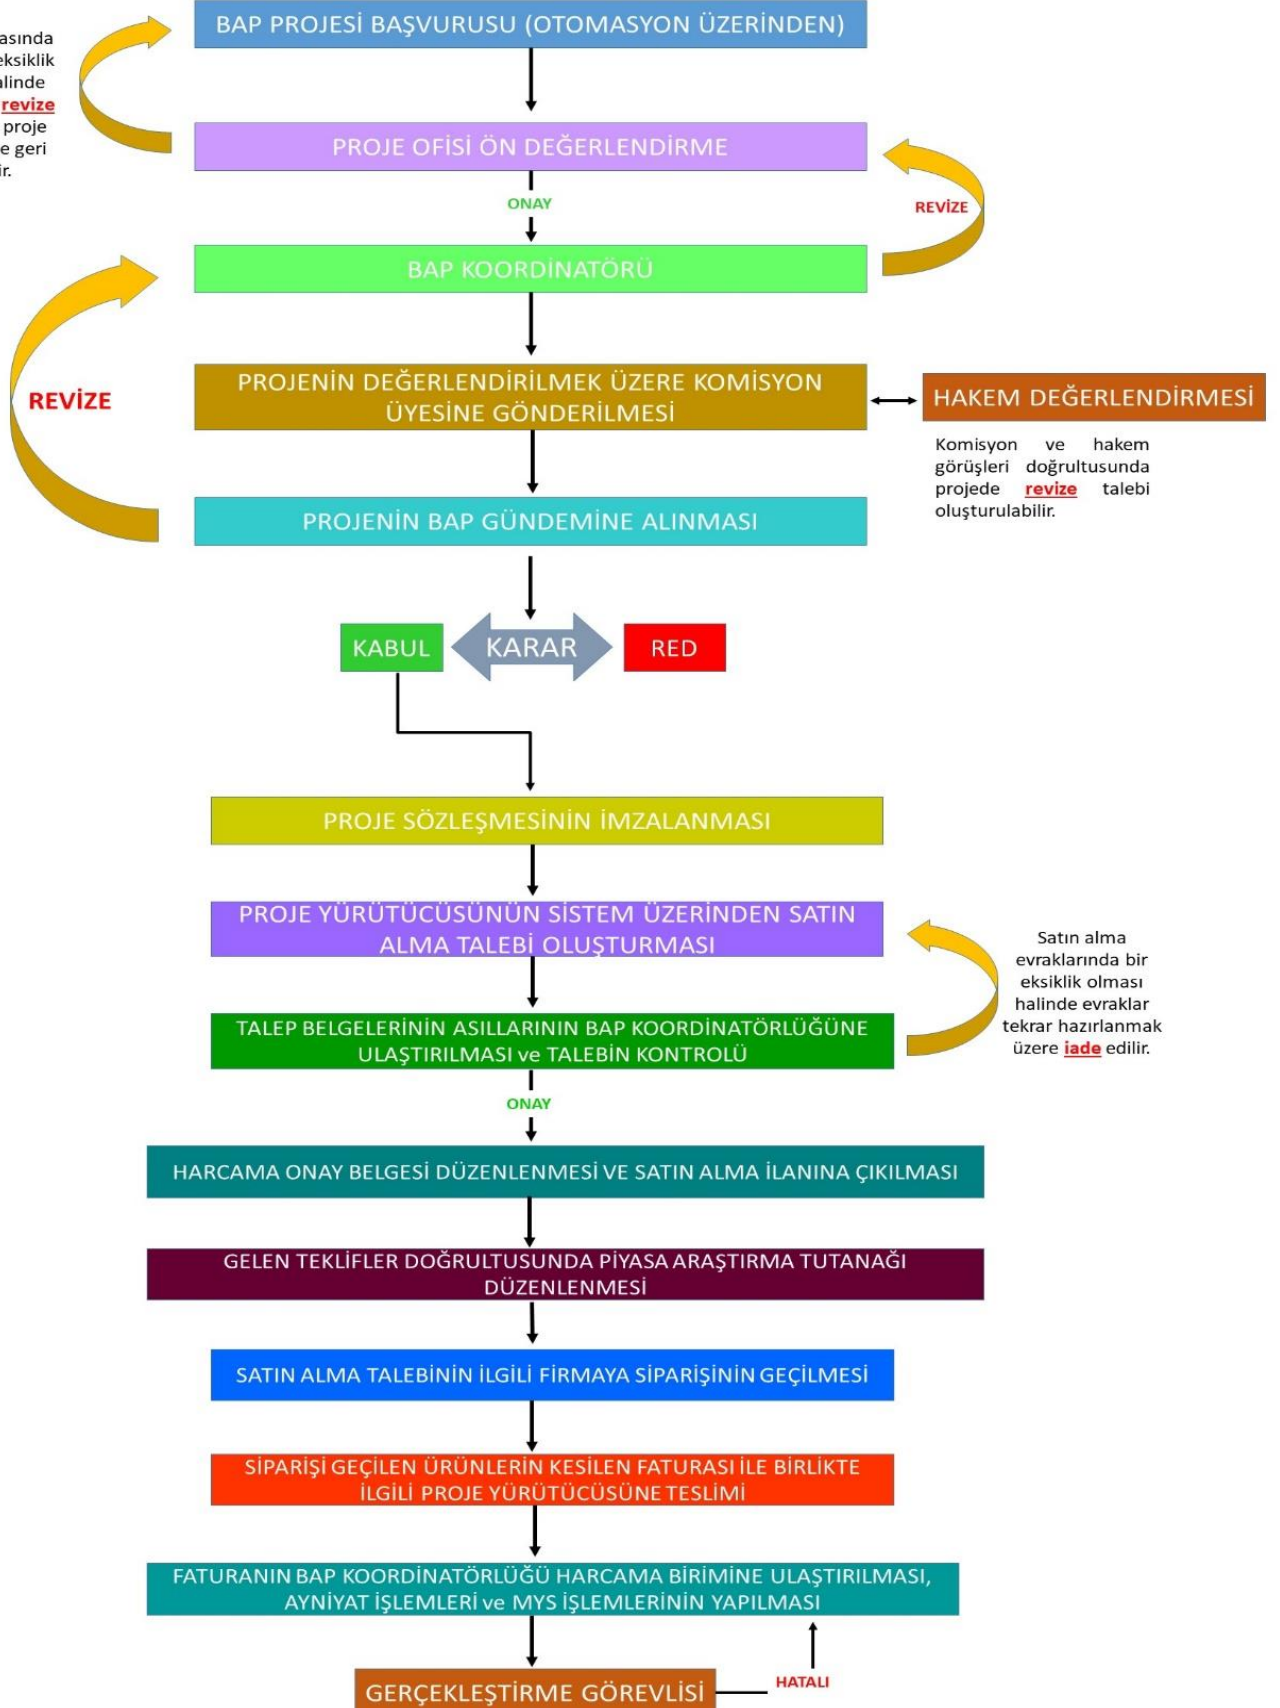 BAP PROJESİ BAŞVURUSU (OTOMASYON ÜZERİNDEN)
eksiklik
revize
proje
geri
PROJE OFİSİ ÖN DEĞERLENDİRME
ONAY
REVİZE
BAP KOORDİNATÖRÜ
PROJENİN DEĞERLENDİRİLMEK ÜZERE KOMİSYON
ÜYESİNE GÖNDERİLMESİ
HAKEM DEĞERLENDİRMESİ
REVİZE
Komisyon ve hakem
görüşleri doğrultusunda
projede revize talebi
oluşturulabilir.
PROJENİN BAP GÜNDEMİNE ALINMASI
KABUL
KARAR
RED
PROJE SÖZLEŞMESİNİN İMZALANMASI
PROJE YÜRÜTÜCÜSÜNÜN SİSTEM ÜZERİNDEN SATIN
ALMA TALEBİ OLUŞTURMASI
Satın alma
evraklarında bir
eksiklik olması
halinde evraklar
tekrar hazırlanmak
üzere iade edilir.
TALEP BELGELERİNİN ASILLARININ BAP KOORDİNATÖRLÜĞÜNE
ULAŞTIRILMASI ve TALEBİN KONTROLÜ
ONAY
HARCAMA ONAY BELGESİ DÜZENLENMESİ VE SATIN ALMA İLANINA ÇIKILMASI
GELEN TEKLİFLER DOĞRULTUSUNDA PİYASA ARAŞTIRMA TUTANAĞI
DÜZENLENMESİ
SATIN ALMA TALEBİNİN İLGİLİ FİRMAYA SİPARİŞİNİN GEÇİLMESİ
SİPARİŞİ GEÇİLEN ÜRÜNLERİN KESİLEN FATURASI İLE BİRLİKTE
İLGİLİ PROJE YÜRÜTÜCÜSÜNE TESLİMİ
FATURANIN BAP KOORDİNATÖRLÜĞÜ HARCAMA BİRİMİNE ULAŞTIRILMASI,
AYNİYAT İŞLEMLERİ ve MYS İŞLEMLERİNİN YAPILMASI
HATALI
GERÇEKLEŞTİRME GÖREVLİSİ